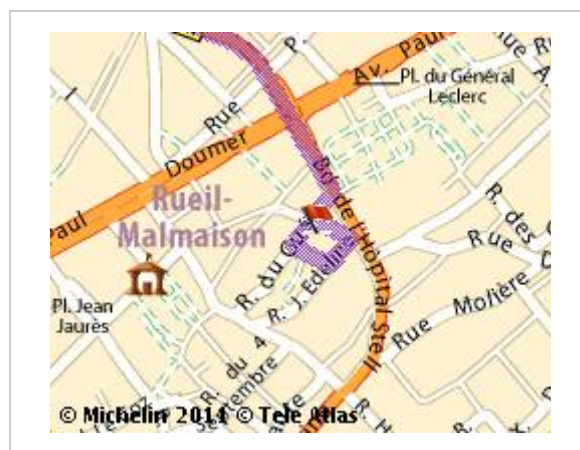 Av. Paul
Rue
P.
Pl. du Général
Leclerc
Rue
A.
Doumer
Paul
Rueil-
Malmaison
Bd de l'Hôpital Stell
R. du
R. J. Edeline
R. des
Rue
Rue Molière
Pl. Jean
Jaurès
R. du 4
Septembre
R.
© Michelin 2011 © Tele Atlas